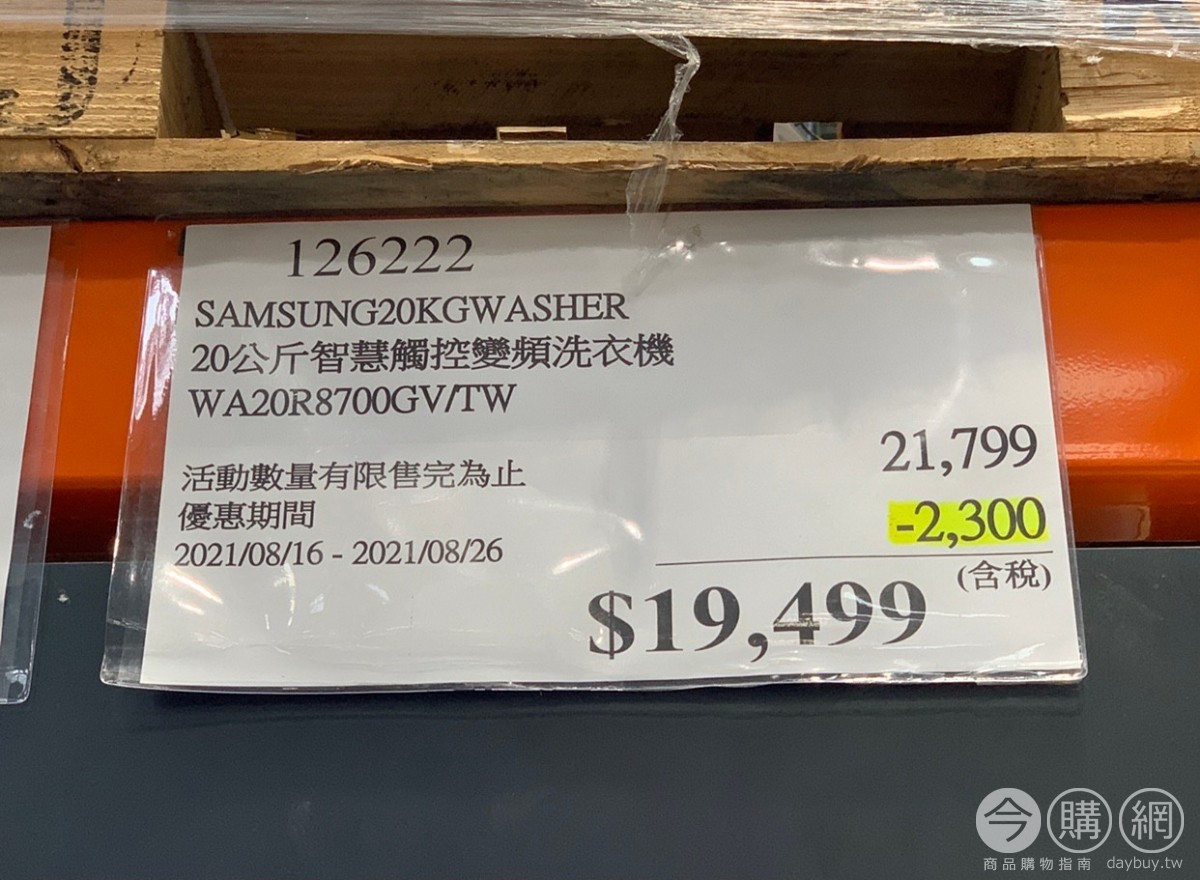 126222
SAMSUNG20KGWASHER
20公斤智慧觸控變頻洗衣機
WA20R8700GV/TW
21,799
活動數量有限售完為止
優惠期間
-2,300
2021/08/16 - 2021/08/26
(含稅)
$19,499
今購網
商品購物指南 daybuy.tw